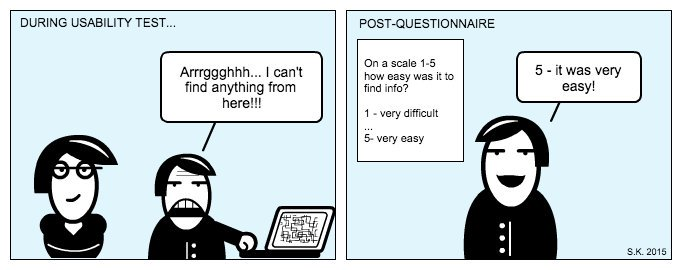 DURING USABILITY TEST...
Arrrggghhh... I can't
find anything from
here!!!
POST-QUESTIONNAIRE
On a scale 1-5
how easy was it to
find info?
1 - very difficult
...
5- very easy
5 - it was very
easy!
S.K. 2015